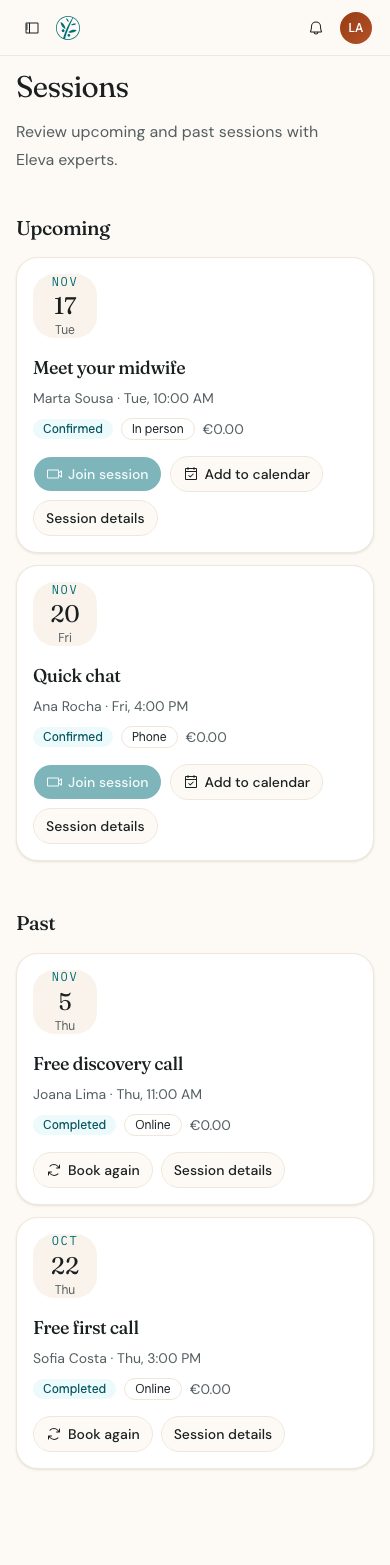 LA
Sessions
Review upcoming and past sessions with
Eleva experts.
Upcoming
NOV
17
Tue
Meet your midwife
Marta Sousa · Tue, 10:00 AM
Confirmed In person €0.00
Join session Add to calendar
Session details
NOV
20
Fri
Quick chat
Ana Rocha · Fri, 4:00 PM
Confirmed Phone €0.00
Join session Add to calendar
Session details
Past
NOV
5
Thu
Free discovery call
Joana Lima · Thu, 11:00 AM
Completed Online €0.00
Book again Session details
OCT
22
Thu
Free first call
Sofia Costa · Thu, 3:00 PM
Completed Online €0.00
Book again Session details